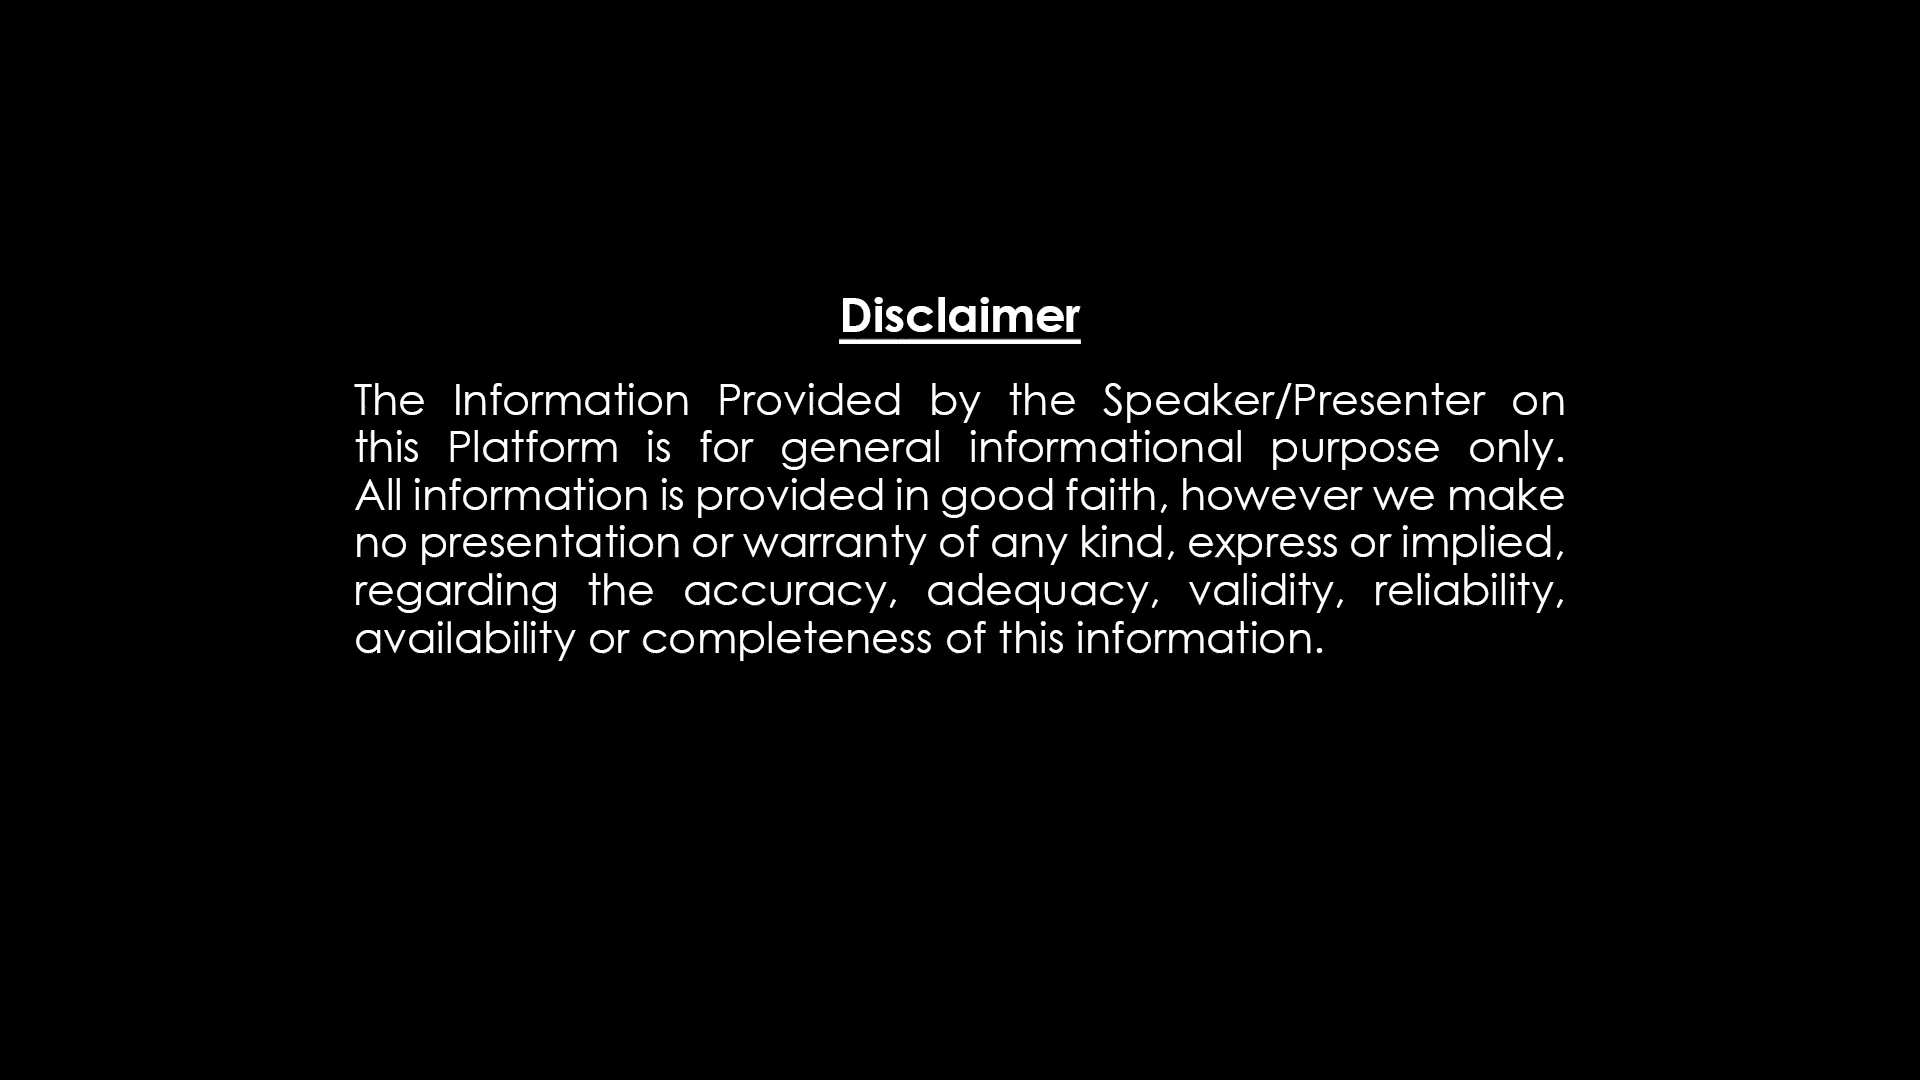 Disclaimer
The Information Provided by the Speaker/Presenter on
this Platform is for general informational purpose only.
All information is provided in good faith, however we make
no presentation or warranty of any kind, express or implied,
regarding the accuracy, adequacy, validity, reliability,
availability or completeness of this information.